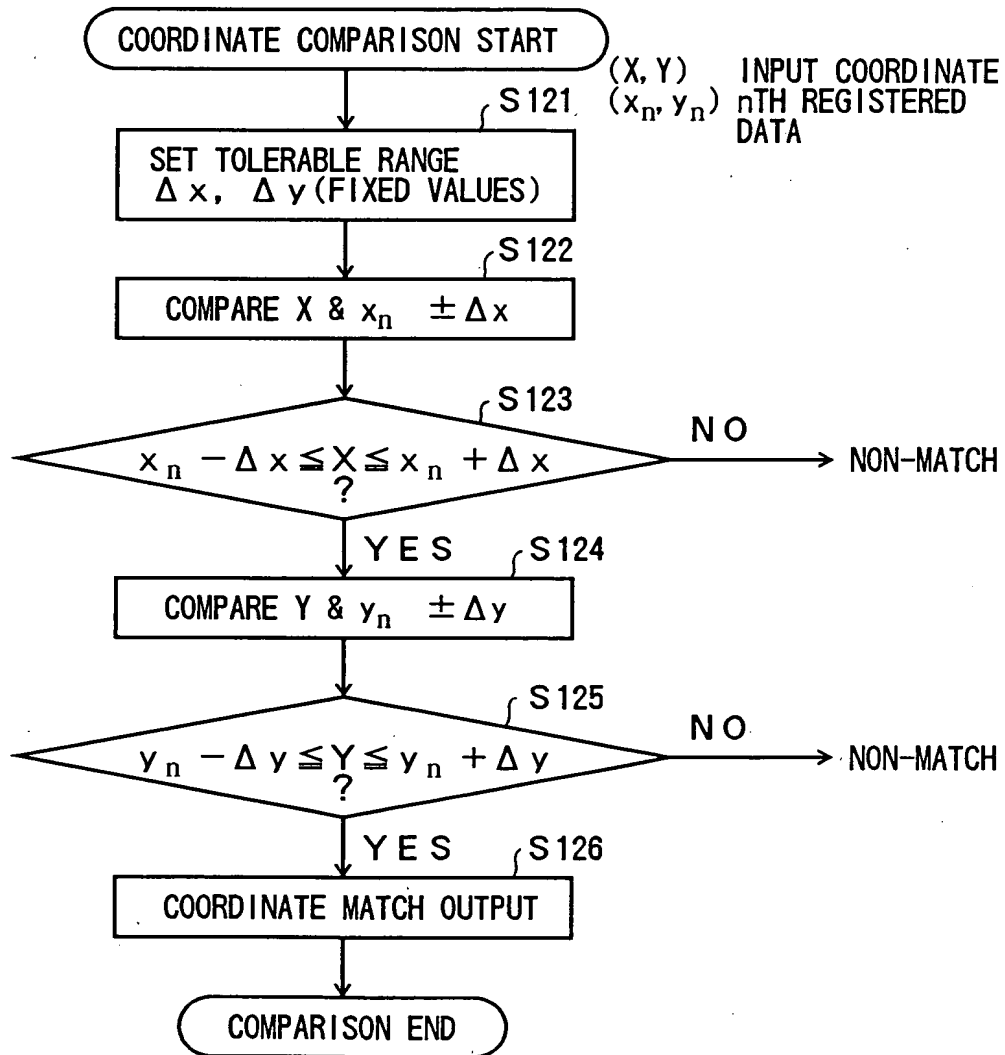 COORDINATE COMPARISON START
(X, Y) INPUT COORDINATE
(xn, yn) nTH REGISTERED
DATA
S121
SET TOLERABLE RANGE
Δx, Δy (FIXED VALUES)
S122
COMPARE X & xn ±Δx
S123
xn − Δx ≦ X ≦ xn + Δx
?
NO
NON-MATCH
YES
S124
COMPARE Y & yn ±Δy
S125
yn − Δy ≦ Y ≦ yn + Δy
?
NO
NON-MATCH
YES
S126
COORDINATE MATCH OUTPUT
COMPARISON END